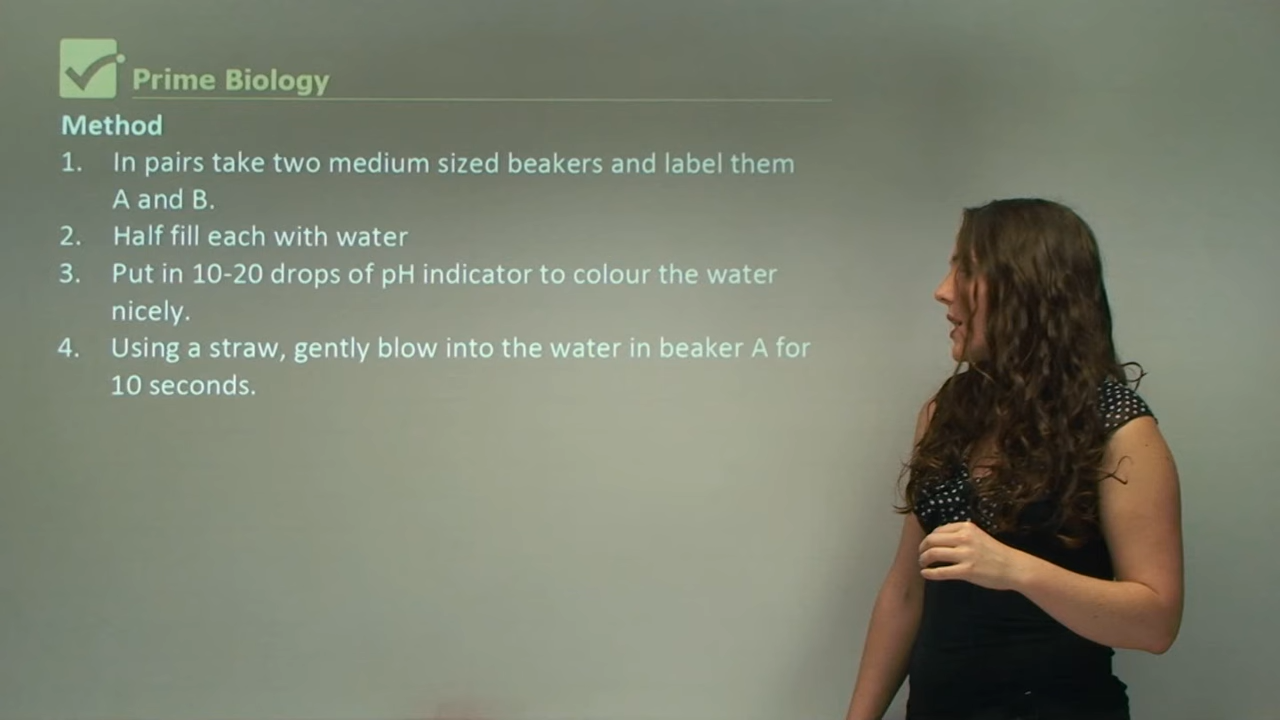 Prime Biology
Method
1. In pairs take two medium sized beakers and label them
A and B.
2. Half fill each with water
3. Put in 10-20 drops of pH indicator to colour the water
nicely.
4. Using a straw, gently blow into the water in beaker A for
10 seconds.